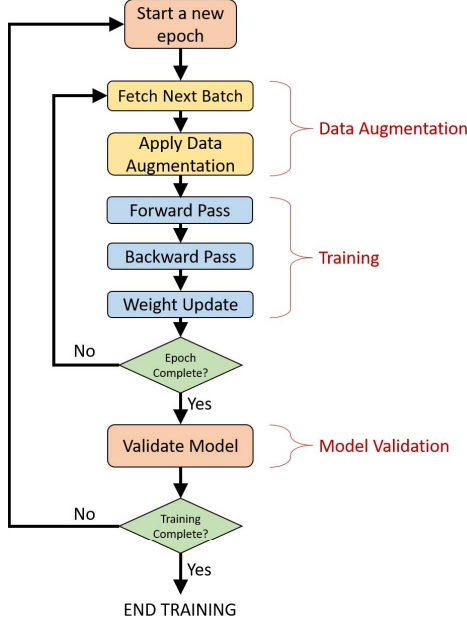 Start a new
epoch
Fetch Next Batch
Data Augmentation
Apply Data
Augmentation
Forward Pass
Backward Pass
Training
Weight Update
No
Epoch
Complete?
Yes
Validate Model
Model Validation
No
Training
Complete?
Yes
END TRAINING